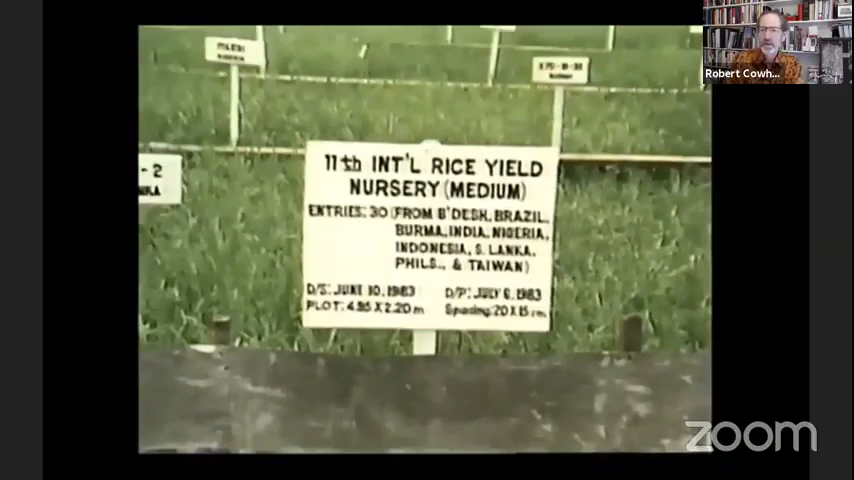 Robert Cowh...
11th INT'L RICE YIELD
NURSERY (MEDIUM)
ENTRIES: 30 (FROM B'DESH, BRAZIL,
BURMA, INDIA, NIGERIA,
INDONESIA, S. LANKA,
PHILS., & TAIWAN)
D/S: JUNE 10, 1983 D/P: JULY 6, 1983
PLOT: 4.95 X 2.20 m Spacing: 20 X 15 cm.
- 2
zoom